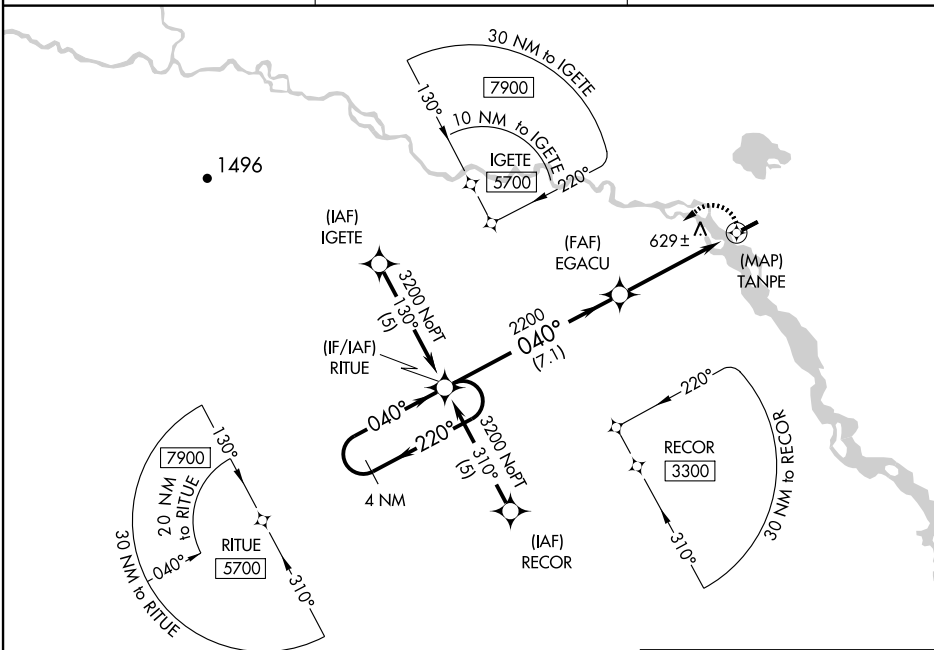 30 NM to IGETE
7900
130°
10 NM to IGETE
IGETE
5700
220°
1496
(IAF)
IGETE
(FAF)
EGACU
629±
(MAP)
TANPE
3200 NoPT
130°
(5)
2200
040°
(7.1)
(IF/IAF)
RITUE
040°
220°
4 NM
3200 NoPT
310°
(5)
(IAF)
RECOR
220°
RECOR
3300
310°
30 NM to RECOR
130°
7900
20 NM
to RITUE
RITUE
5700
040°
310°
30 NM to RITUE